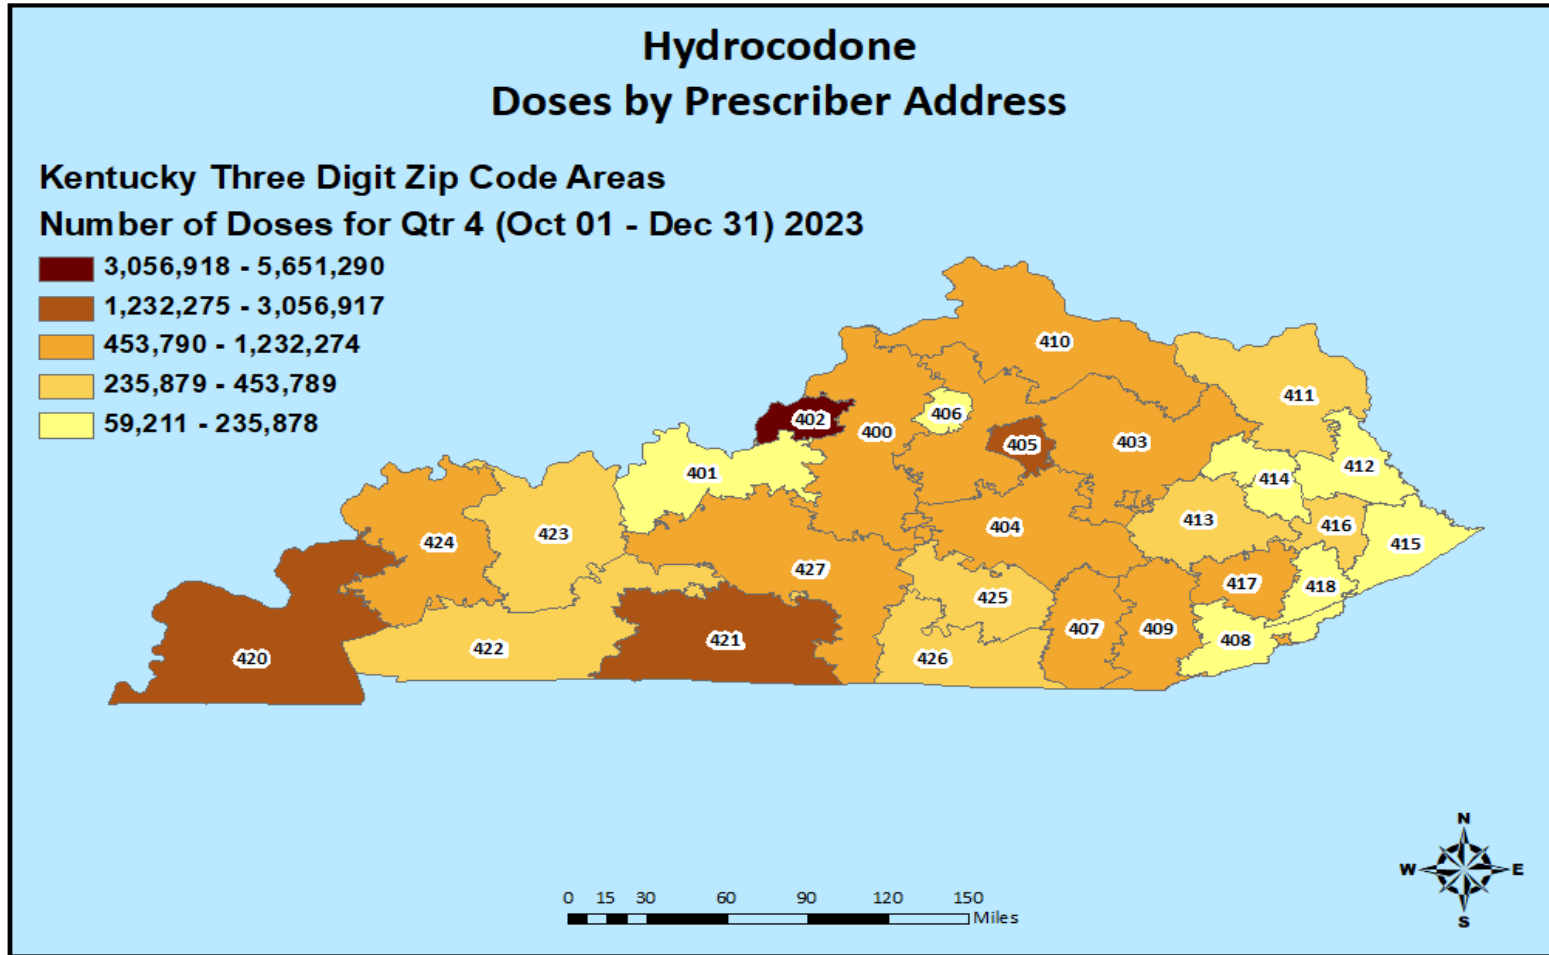 Hydrocodone
Doses by Prescriber Address
Kentucky Three Digit Zip Code Areas
Number of Doses for Qtr 4 (Oct 01 - Dec 31) 2023
3,056,918 - 5,651,290
1,232,275 - 3,056,917
453,790 - 1,232,274
235,879 - 453,789
59,211 - 235,878
410
411
406
402
400
405
403
401
412
414
413
416
404
424
423
415
427
417
418
425
407
409
421
408
422
426
420
N
W
E
S
0 15 30 60 90 120 150
Miles